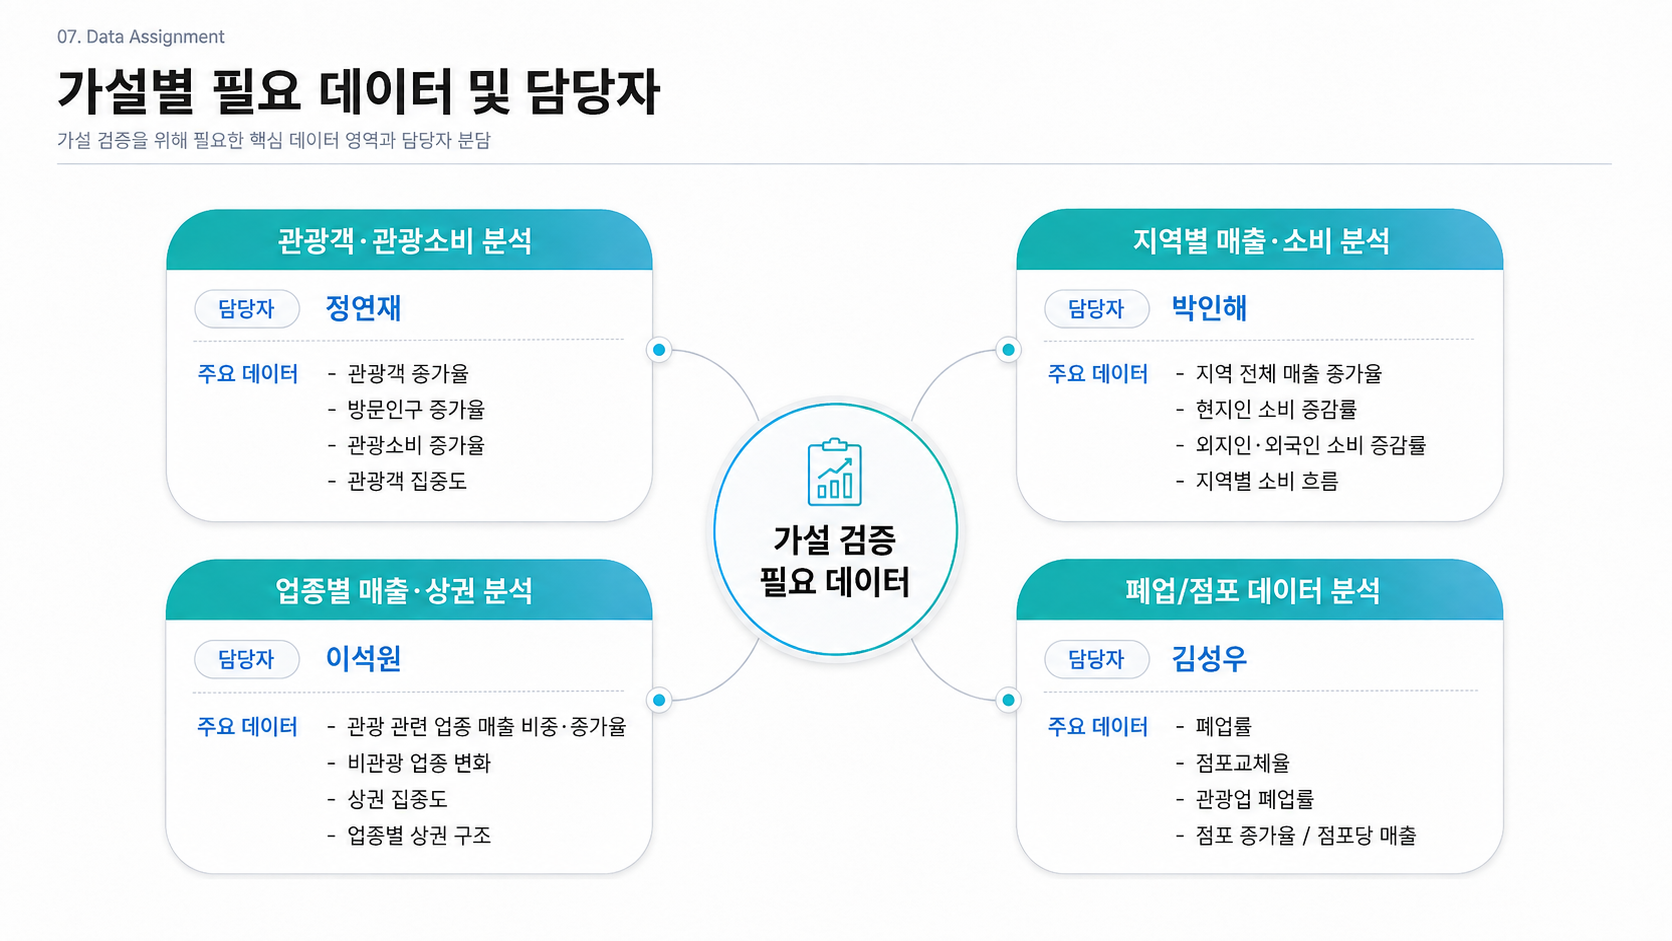 07. Data Assignment
가설별 필요 데이터 및 담당자
가설 검증을 위해 필요한 핵심 데이터 영역과 담당자 분담
관광객·관광소비 분석
담당자 정연재
주요 데이터 - 관광객 증가율
- 방문인구 증가율
- 관광소비 증가율
- 관광객 집중도
지역별 매출·소비 분석
담당자 박인해
주요 데이터 - 지역 전체 매출 증가율
- 현지인 소비 증감률
- 외지인·외국인 소비 증감률
- 지역별 소비 흐름
가설 검증
필요 데이터
업종별 매출·상권 분석
담당자 이석원
주요 데이터 - 관광 관련 업종 매출 비중·증가율
- 비관광 업종 변화
- 상권 집중도
- 업종별 상권 구조
폐업/점포 데이터 분석
담당자 김성우
주요 데이터 - 폐업률
- 점포교체율
- 관광업 폐업률
- 점포 증가율 / 점포당 매출